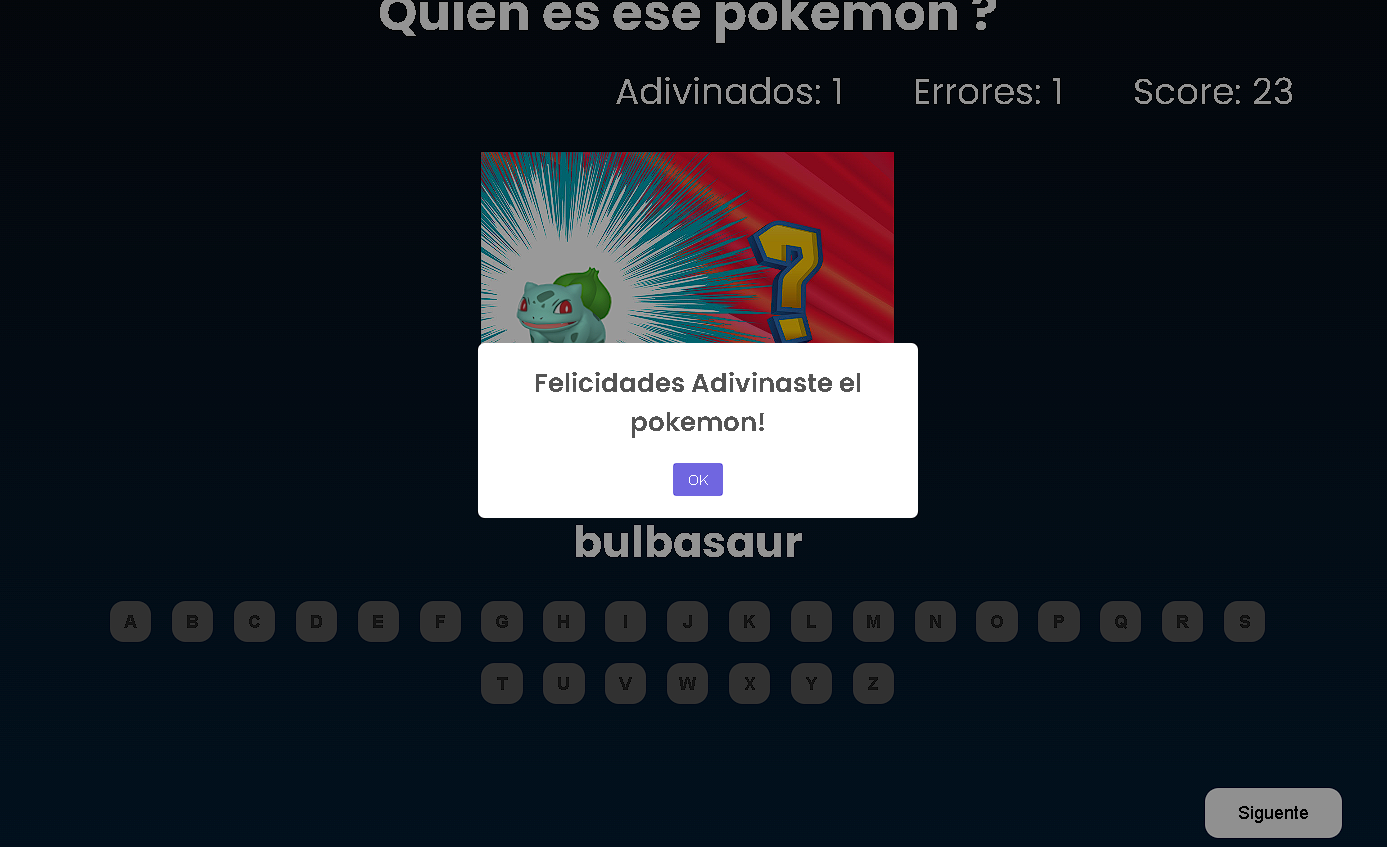 Quien es ese pokemon ?
Adivinados: 1 Errores: 1 Score: 23
?
Felicidades Adivinaste el
pokemon!
OK
bulbasaur
A B C D E F G H I J K L M N O P Q R S
T U V W X Y Z
Siguente